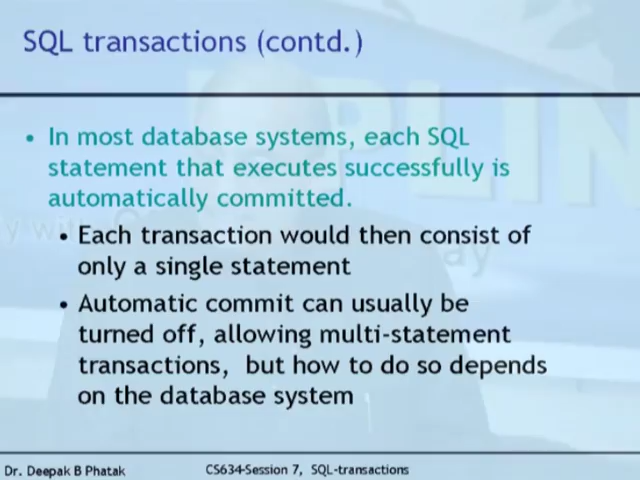 SQL transactions (contd.)
• In most database systems, each SQL
statement that executes successfully is
automatically committed.
• Each transaction would then consist of
only a single statement
• Automatic commit can usually be
turned off, allowing multi-statement
transactions, but how to do so depends
on the database system
Dr. Deepak B Phatak
CS634-Session 7, SQL-transactions